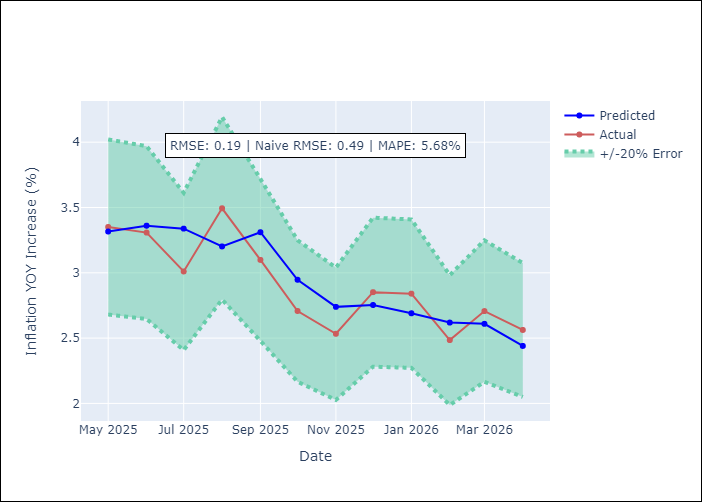 RMSE: 0.19 | Naive RMSE: 0.49 | MAPE: 5.68%
Predicted
Actual
+/-20% Error
Inflation YOY Increase (%)
4
3.5
3
2.5
2
May 2025
Jul 2025
Sep 2025
Nov 2025
Jan 2026
Mar 2026
Date